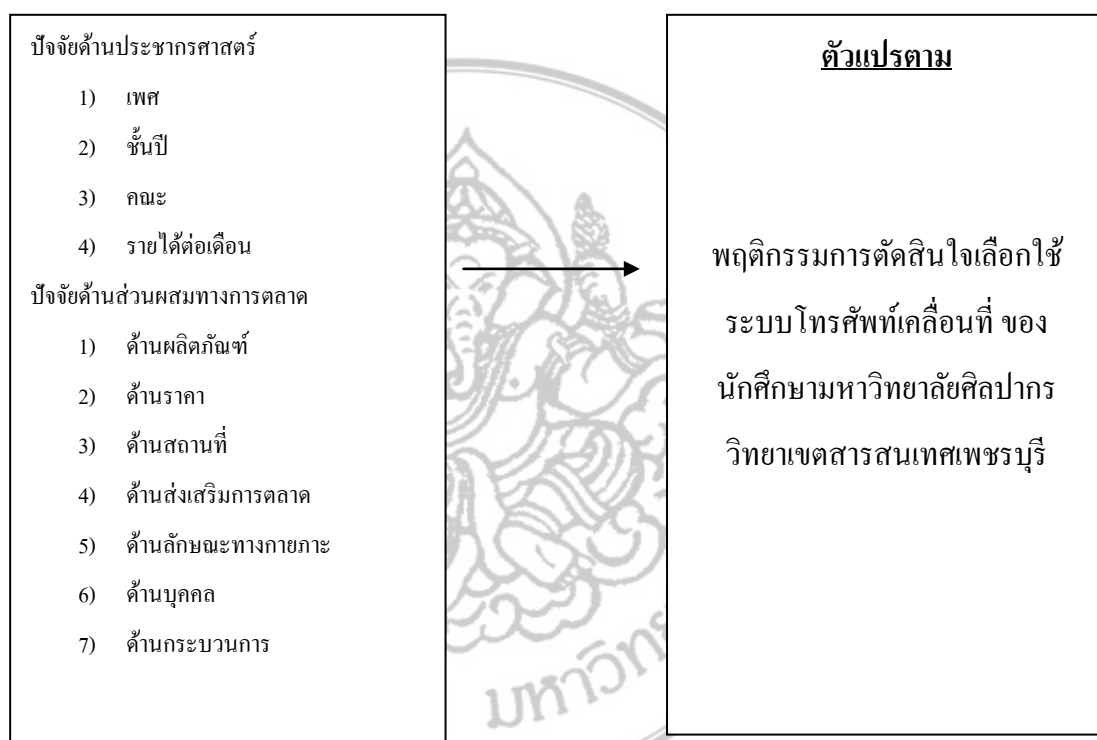 ปัจจัยด้านประชากรศาสตร์
1) เพศ
2) ชั้นปี
3) คณะ
4) รายได้ต่อเดือน
ปัจจัยด้านส่วนผสมทางการตลาด
1) ด้านผลิตภัณฑ์
2) ด้านราคา
3) ด้านสถานที่
4) ด้านส่งเสริมการตลาด
5) ด้านลักษณะทางกายภาะ
6) ด้านบุคคล
7) ด้านกระบวนการ
ตัวแปรตาม
พฤติกรรมการตัดสินใจเลือกใช้
ระบบโทรศัพท์เคลื่อนที่ ของ
นักศึกษามหาวิทยาลัยศิลปากร
วิทยาเขตสารสนเทศเพชรบุรี